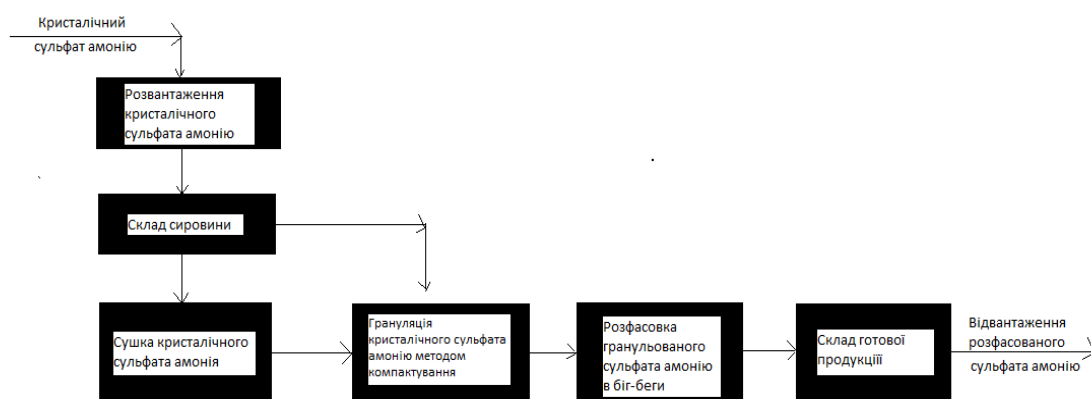 Кристалічний
сульфат амонію
Розвантаження
кристалічного
сульфата амонію
Склад сировини
Сушка кристалічного
сульфата амонія
Грануляція
кристалічного сульфата
амонію методом
компактування
Розфасовка
гранульованого
сульфата амонію
в біг-беги
Склад готової
продукціїї
Відвантаження
розфасованого
сульфата амонію